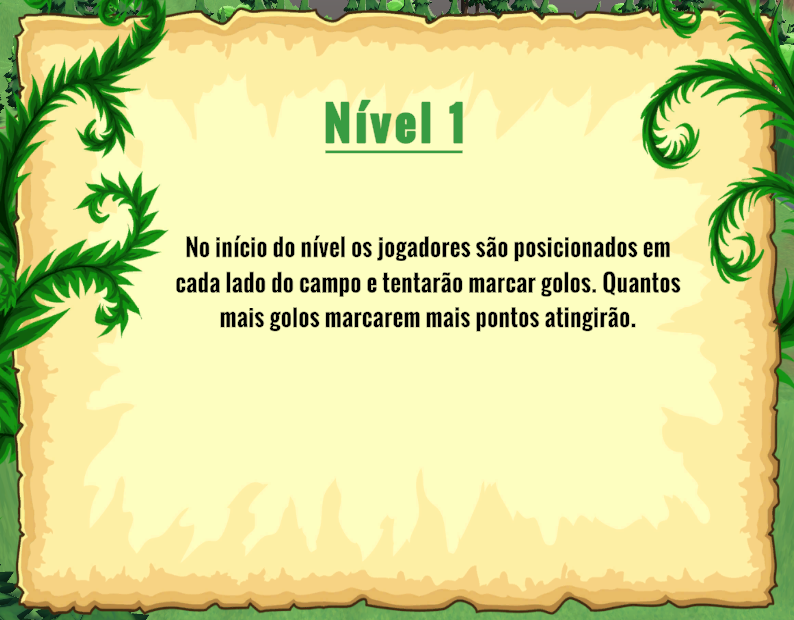 Nível 1
No início do nível os jogadores são posicionados em
cada lado do campo e tentarão marcar golos. Quantos
mais golos marcarem mais pontos atingirão.